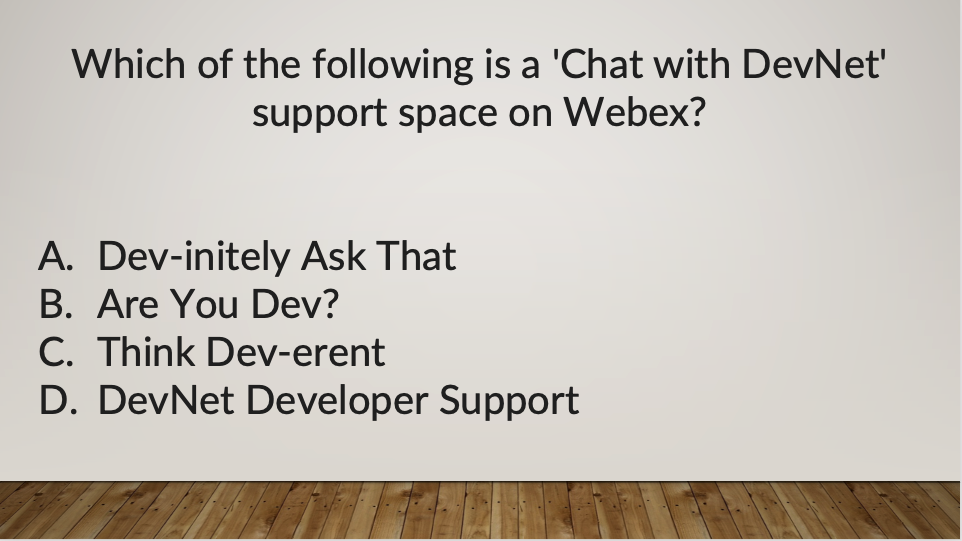 Which of the following is a 'Chat with DevNet'
support space on Webex?
A. Dev-initely Ask That
B. Are You Dev?
C. Think Dev-erent
D. DevNet Developer Support